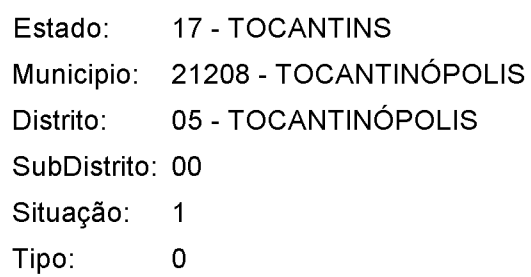 Estado: 17 - TOCANTINS
Municipio: 21208 - TOCANTINÓPOLIS
Distrito: 05 - TOCANTINÓPOLIS
SubDistrito: 00
Situação: 1
Tipo: 0